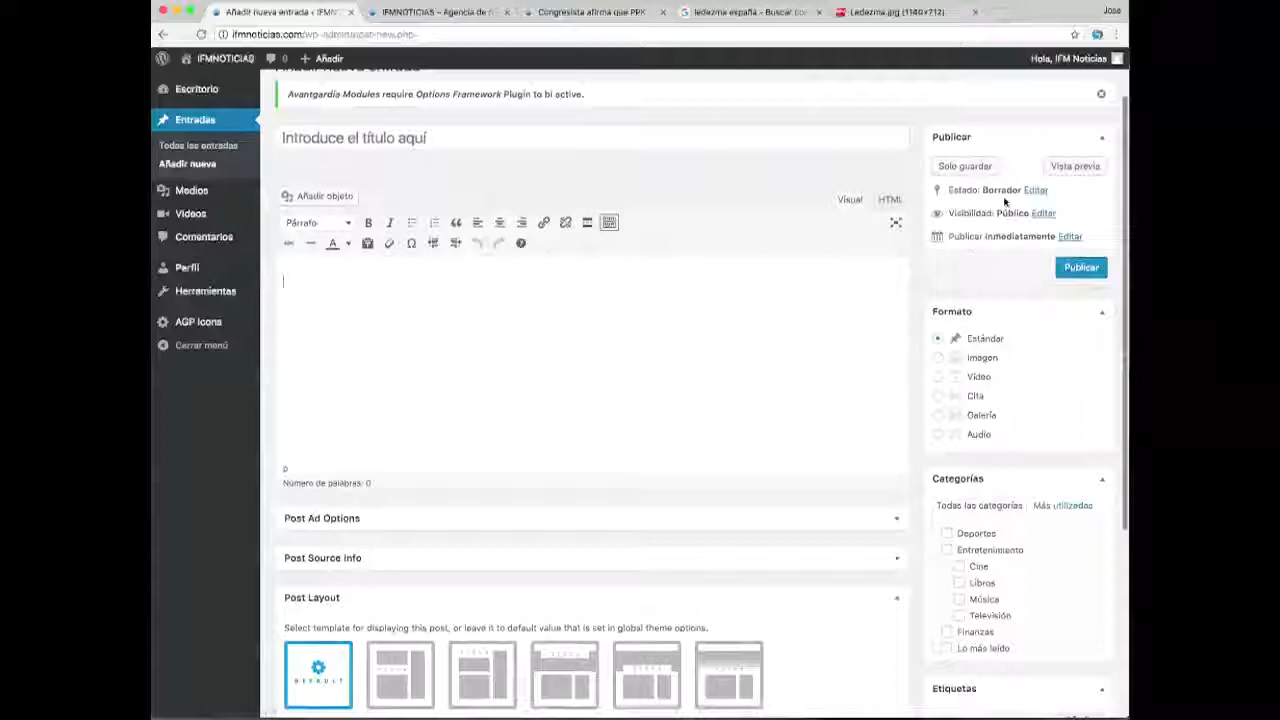 Añadir nueva entrada ‹ IFMN
IFMNOTICIAS – Agencia de n
Congresista afirma que PPK
ledezma españa - Buscar con
Ledezma.jpg (1140×712)
Jose
ifmnoticias.com/wp-admin/post-new.php
IFMNOTICIAS
0
Añadir
Hola, IFM Noticias
Escritorio
Entradas
Todas las entradas
Añadir nueva
Medios
Videos
Comentarios
Perfil
Herramientas
AGP Icons
Cerrar menú
Añadir nueva entrada
Avantgardia Modules require Options Framework Plugin to bi active.
Introduce el título aquí
Añadir objeto
Visual
HTML
Párrafo
B
I
A
Ω
p
Número de palabras: 0
Post Ad Options
Post Source info
Post Layout
Select template for displaying this post, or leave it to default value that is set in global theme options.
DEFAULT
Publicar
Solo guardar
Vista previa
Estado: Borrador Editar
Visibilidad: Público Editar
Publicar inmediatamente Editar
Publicar
Formato
Estándar
Imagen
Vídeo
Cita
Galería
Audio
Categorías
Todas las categorías
Más utilizadas
Deportes
Entretenimiento
Cine
Libros
Música
Televisión
Finanzas
Lo más leído
Etiquetas